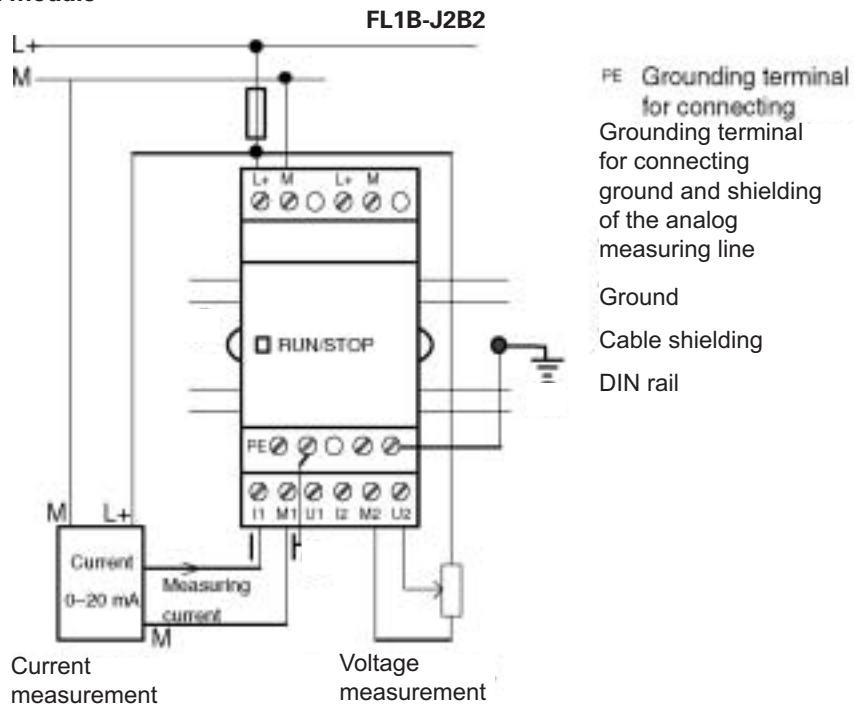 FL1B-J2B2
L+
M
PE Grounding terminal
for connecting
Grounding terminal
for connecting
ground and shielding
of the analog
measuring line
L+ M L+ M
Ground
RUN/STOP
Cable shielding
DIN rail
PE
I1 M1 U1 I2 M2 U2
M L+
Current
0–20 mA
Measuring
current
M
Current
measurement
Voltage
measurement